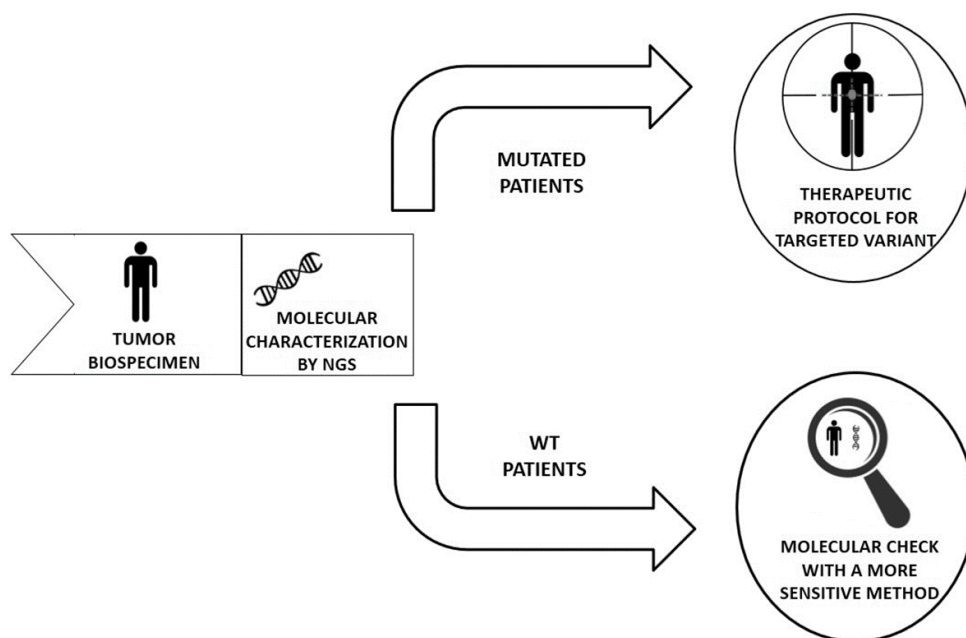 MUTATED
PATIENTS
THERAPEUTIC
PROTOCOL FOR
TARGETED VARIANT
TUMOR
BIOSPECIMEN
MOLECULAR
CHARACTERIZATION
BY NGS
WT
PATIENTS
MOLECULAR CHECK
WITH A MORE
SENSITIVE METHOD